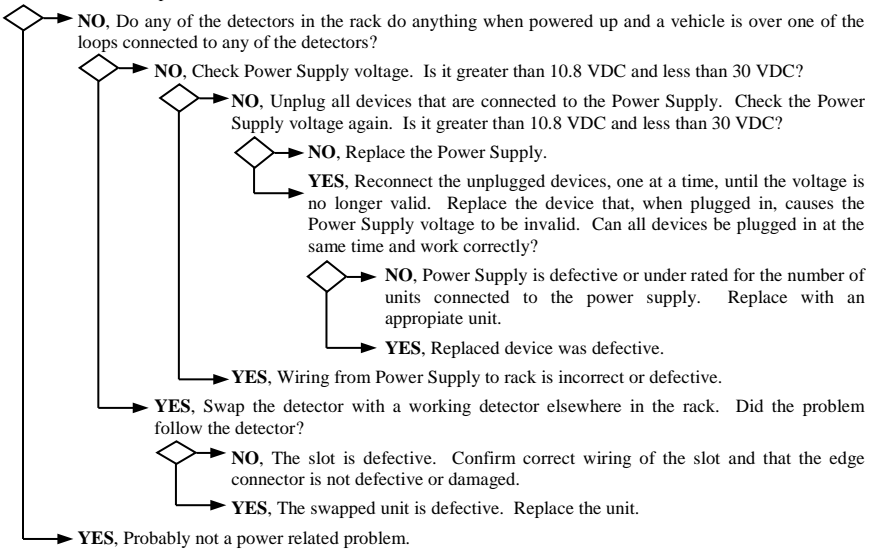 NO, Do any of the detectors in the rack do anything when powered up and a vehicle is over one of the
loops connected to any of the detectors?
NO, Check Power Supply voltage. Is it greater than 10.8 VDC and less than 30 VDC?
NO, Unplug all devices that are connected to the Power Supply. Check the Power
Supply voltage again. Is it greater than 10.8 VDC and less than 30 VDC?
NO, Replace the Power Supply.
YES, Reconnect the unplugged devices, one at a time, until the voltage is
no longer valid. Replace the device that, when plugged in, causes the
Power Supply voltage to be invalid. Can all devices be plugged in at the
same time and work correctly?
NO, Power Supply is defective or under rated for the number of
units connected to the power supply. Replace with an
appropiate unit.
YES, Replaced device was defective.
YES, Wiring from Power Supply to rack is incorrect or defective.
YES, Swap the detector with a working detector elsewhere in the rack. Did the problem
follow the detector?
NO, The slot is defective. Confirm correct wiring of the slot and that the edge
connector is not defective or damaged.
YES, The swapped unit is defective. Replace the unit.
YES, Probably not a power related problem.